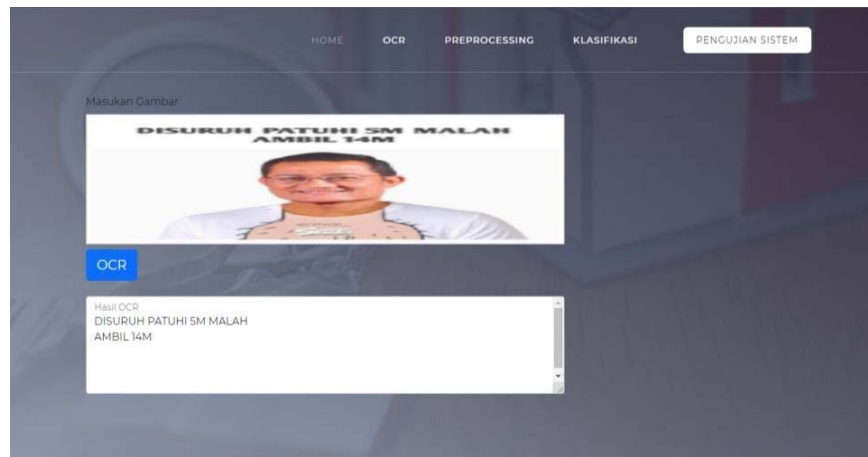 HOME OCR PREPROCESSING KLASIFIKASI PENGUJIAN SISTEM
Masukan Gambar
DISURUH PATUHI 5M MALAH
AMBIL 14M
OCR
Hasil OCR
DISURUH PATUHI 5M MALAH
AMBIL 14M